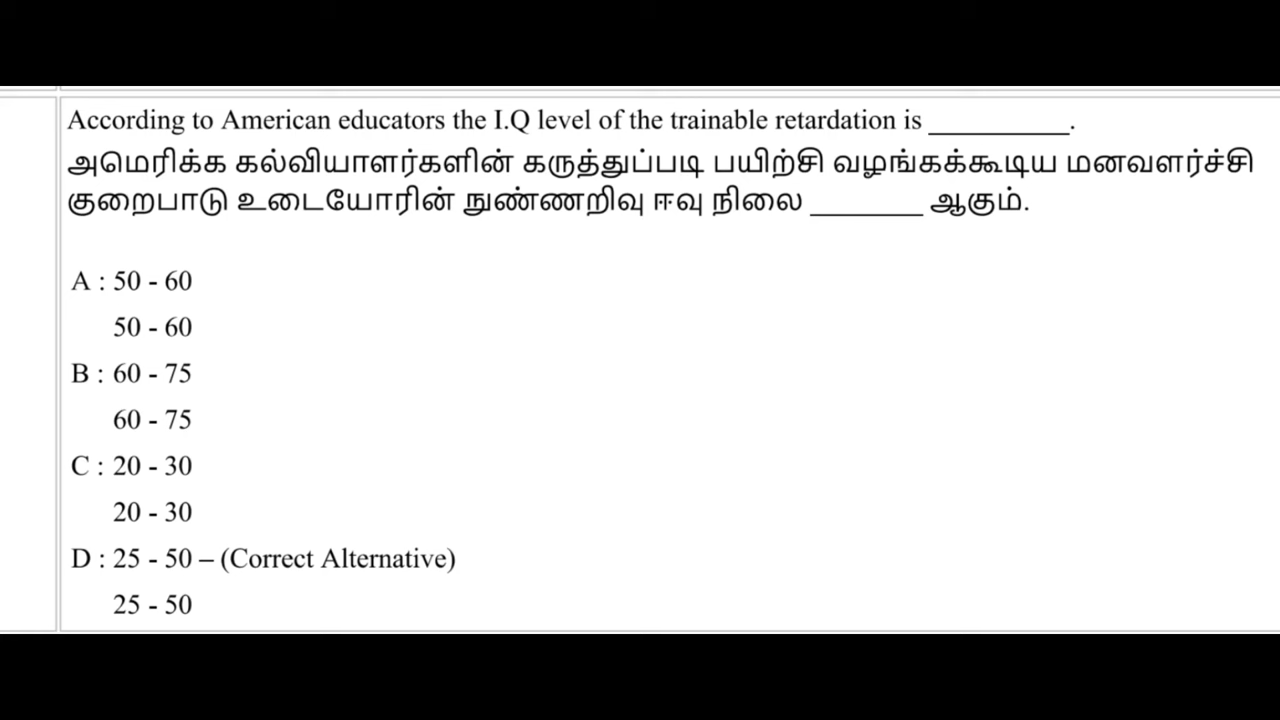 According to American educators the I.Q level of the trainable retardation is __________.
அமெரிக்க கல்வியாளர்களின் கருத்துப்படி பயிற்சி வழங்கக்கூடிய மனவளர்ச்சி
குறைபாடு உடையோரின் நுண்ணறிவு ஈவு நிலை ________ ஆகும்.
A : 50 - 60
50 - 60
B : 60 - 75
60 - 75
C : 20 - 30
20 - 30
D : 25 - 50 – (Correct Alternative)
25 - 50